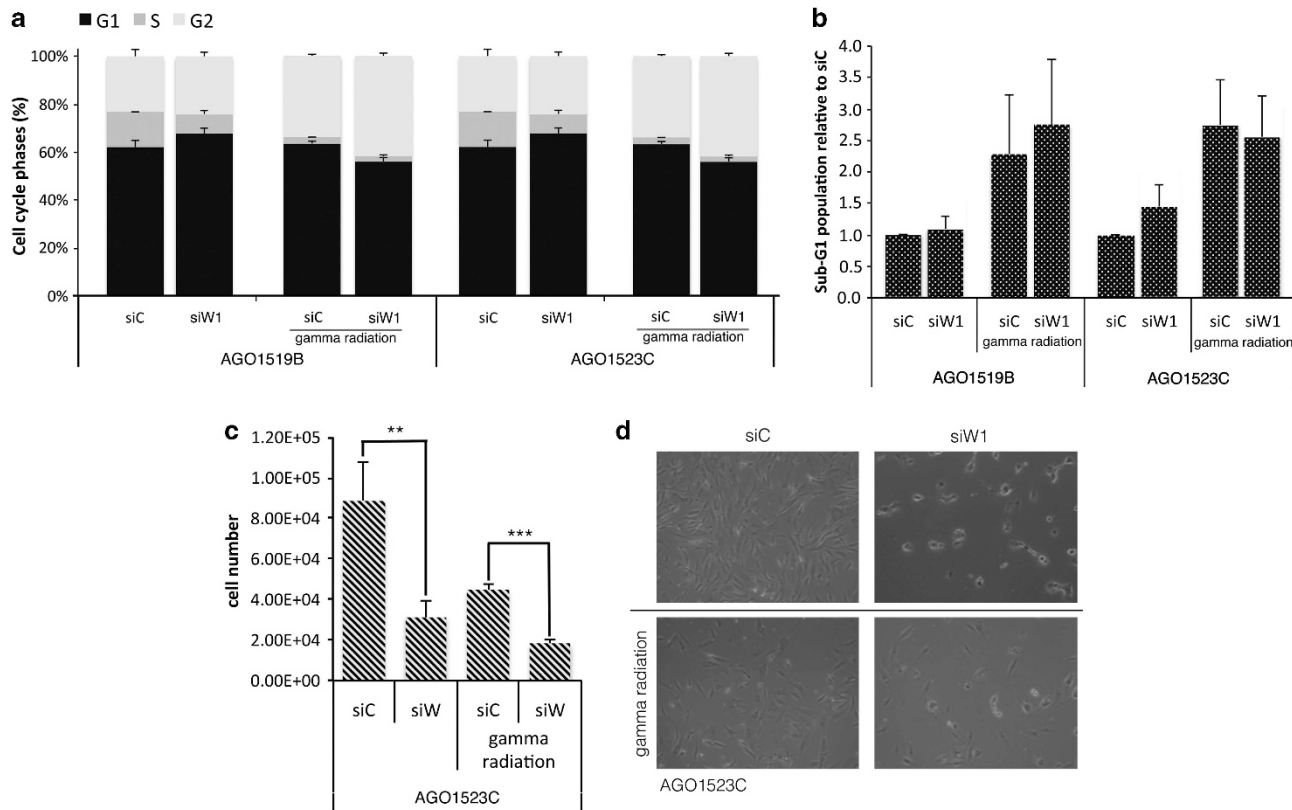 a
G1 S G2
Cell cycle phases (%)
100%
80%
60%
40%
20%
0%
siC siW1 siC siW1 siC siW1 siC siW1
gamma radiation gamma radiation
AGO1519B AGO1523C
b
Sub-G1 population relative to siC
4.0
3.5
3.0
2.5
2.0
1.5
1.0
0.5
0.0
siC siW1 siC siW1 siC siW1 siC siW1
gamma radiation gamma radiation
AGO1519B AGO1523C
c
cell number
1.20E+05
1.00E+05
8.00E+04
6.00E+04
4.00E+04
2.00E+04
0.00E+00
**
***
siC siW siC siW
gamma
radiation
AGO1523C
d
siC siW1
gamma radiation
AGO1523C